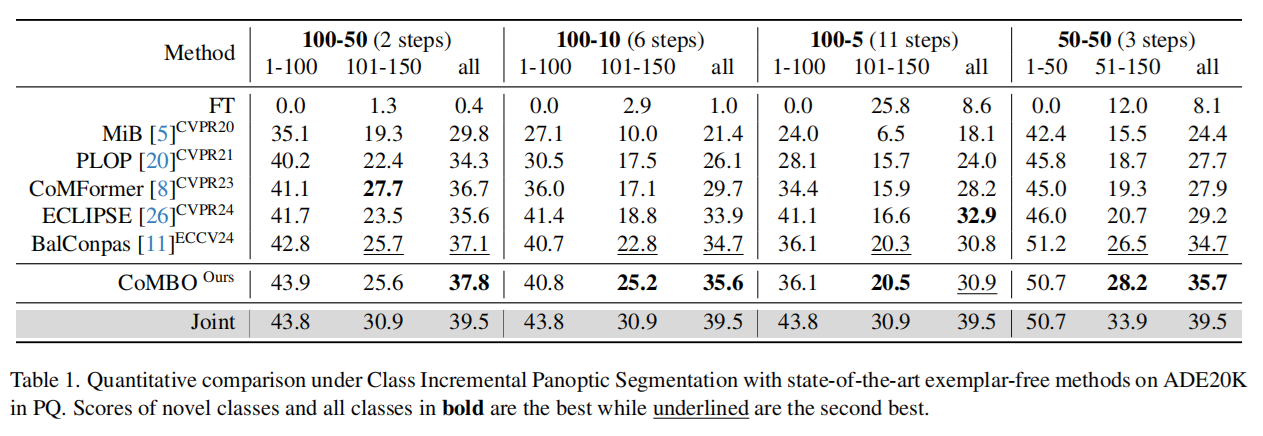 Method 100-50 (2 steps) 100-10 (6 steps) 100-5 (11 steps) 50-50 (3 steps)
1-100 101-150 all 1-100 101-150 all 1-100 101-150 all 1-50 51-150 all
FT 0.0 1.3 0.4 0.0 2.9 1.0 0.0 25.8 8.6 0.0 12.0 8.1
MiB [5]CVPR20 35.1 19.3 29.8 27.1 10.0 21.4 24.0 6.5 18.1 42.4 15.5 24.4
PLOP [20]CVPR21 40.2 22.4 34.3 30.5 17.5 26.1 28.1 15.7 24.0 45.8 18.7 27.7
CoMFormer [8]CVPR23 41.1 27.7 36.7 36.0 17.1 29.7 34.4 15.9 28.2 45.0 19.3 27.9
ECLIPSE [26]CVPR24 41.7 23.5 35.6 41.4 18.8 33.9 41.1 16.6 32.9 46.0 20.7 29.2
BalConpas [11]ECCV24 42.8 25.7 37.1 40.7 22.8 34.7 36.1 20.3 30.8 51.2 26.5 34.7
CoMBO Ours 43.9 25.6 37.8 40.8 25.2 35.6 36.1 20.5 30.9 50.7 28.2 35.7
Joint 43.8 30.9 39.5 43.8 30.9 39.5 43.8 30.9 39.5 50.7 33.9 39.5
Table 1. Quantitative comparison under Class Incremental Panoptic Segmentation with state-of-the-art exemplar-free methods on ADE20K
in PQ. Scores of novel classes and all classes in bold are the best while underlined are the second best.